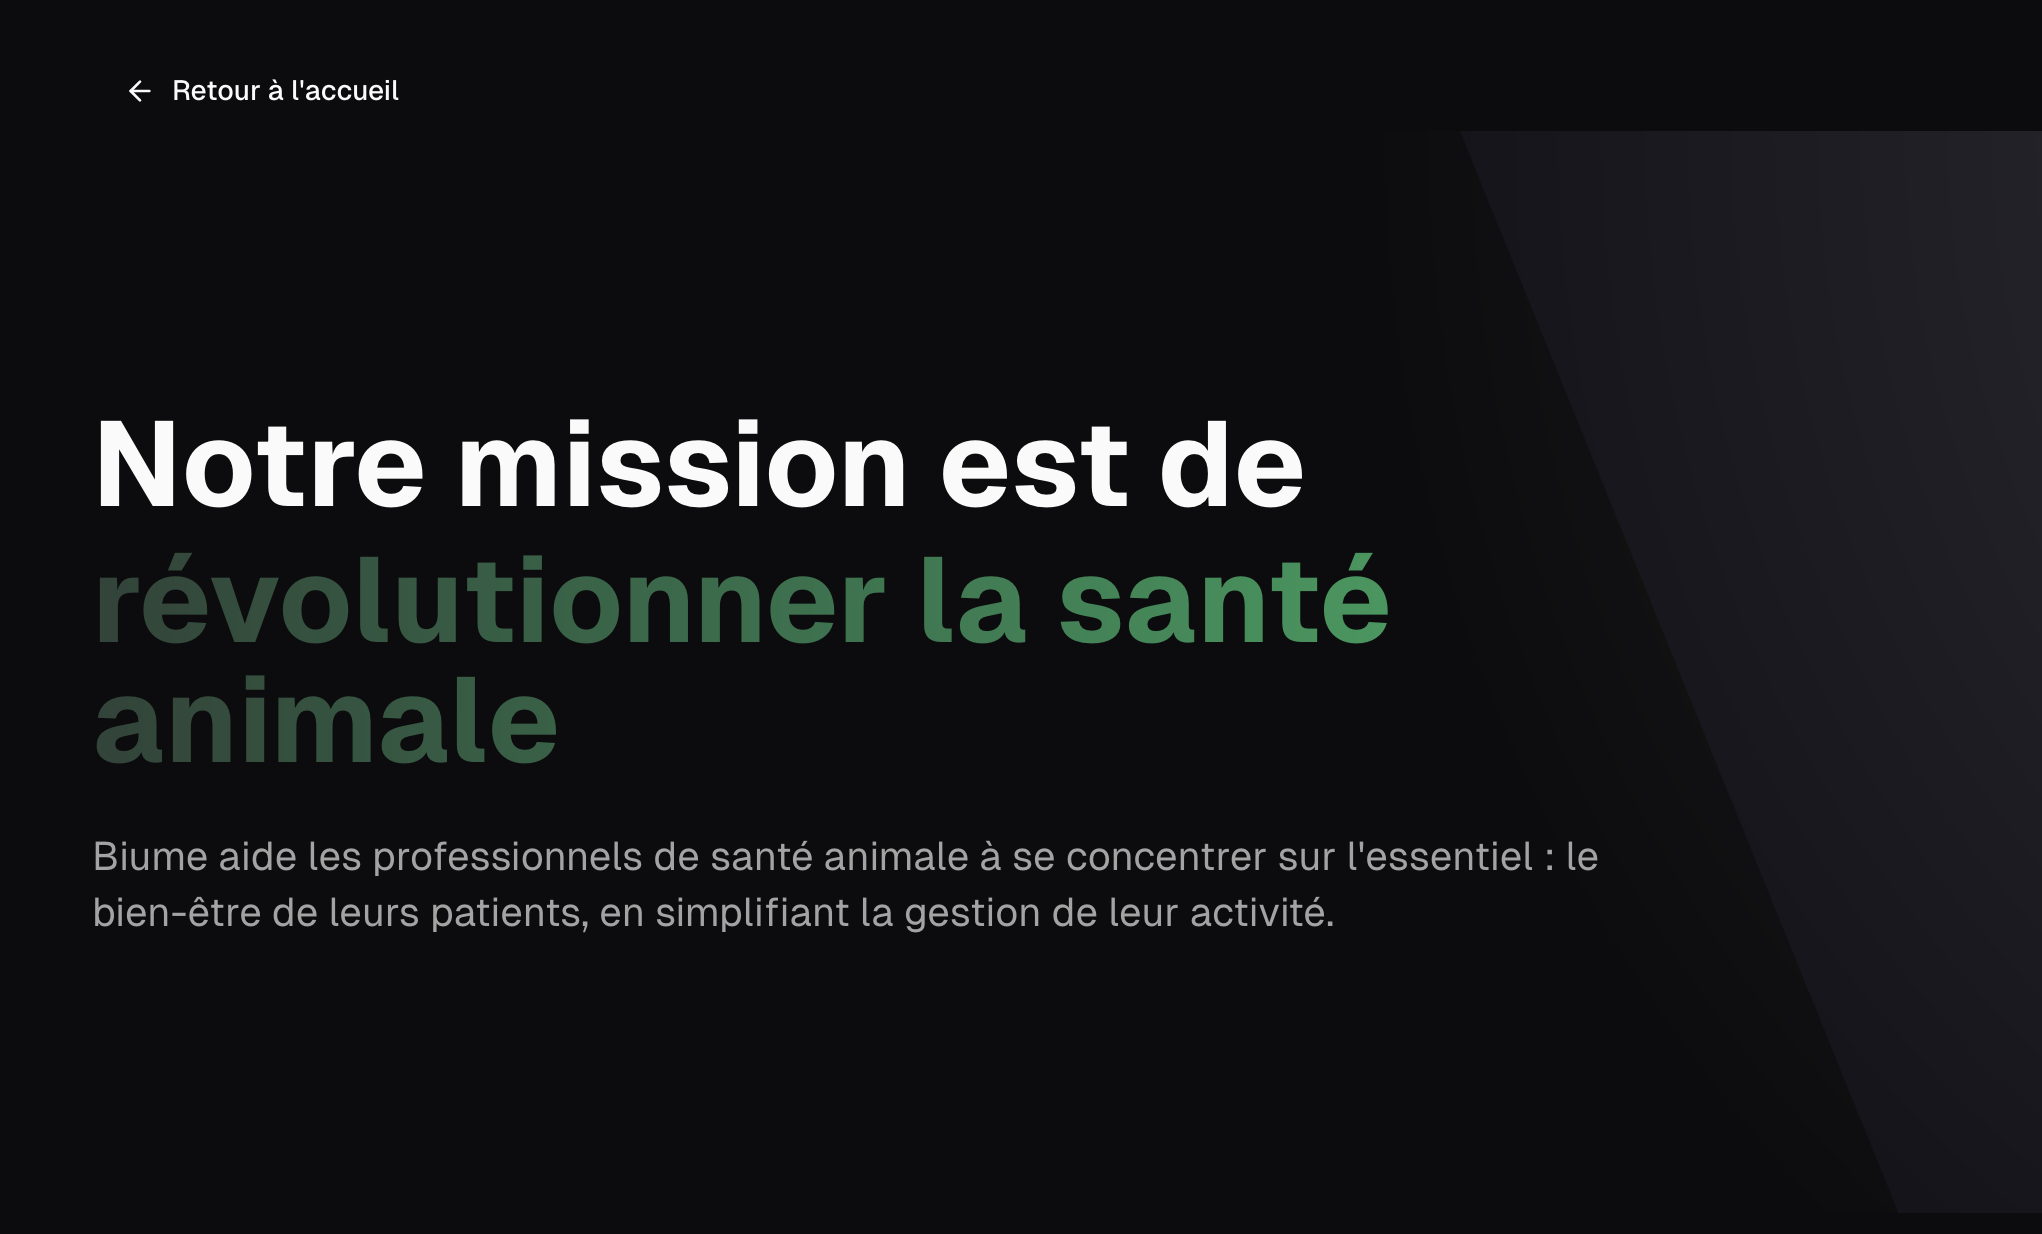 Retour à l'accueil
Notre mission est de
révolutionner la santé
animale
Biume aide les professionnels de santé animale à se concentrer sur l'essentiel : le
bien-être de leurs patients, en simplifiant la gestion de leur activité.